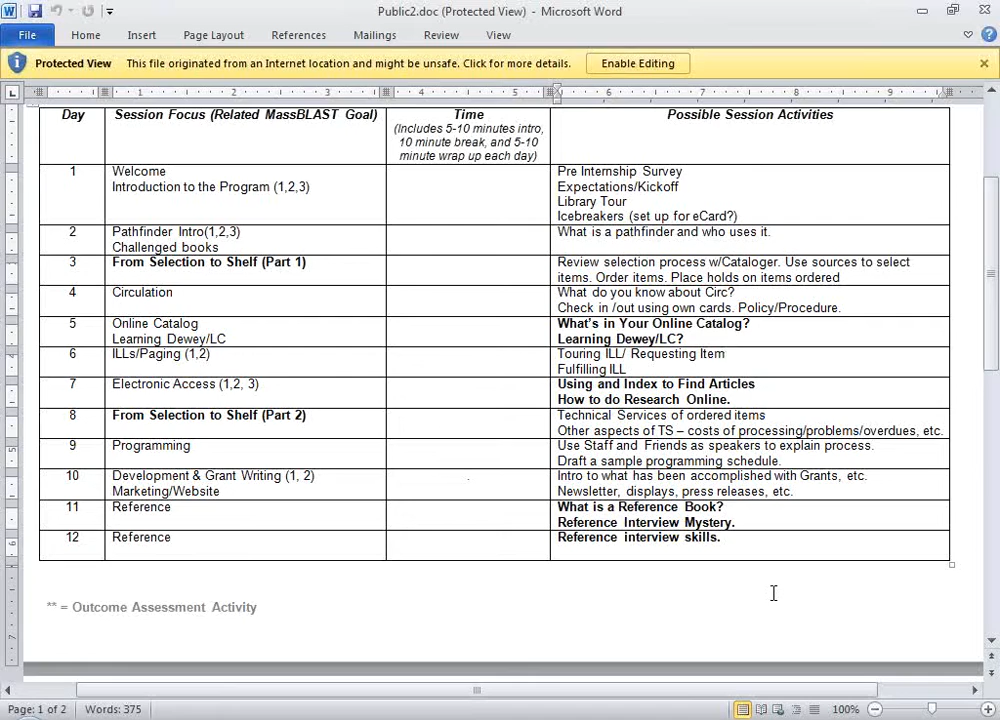 Public2.doc (Protected View) - Microsoft Word
File Home Insert Page Layout References Mailings Review View
Protected View This file originated from an Internet location and might be unsafe. Click for more details. Enable Editing
1 2 3 4 5 7 8 9
Day Session Focus (Related MassBLAST Goal) Time Possible Session Activities
(Includes 5-10 minutes intro,
10 minute break, and 5-10
minute wrap up each day)
1 Welcome Pre Internship Survey
Introduction to the Program (1,2,3) Expectations/Kickoff
Library Tour
Icebreakers (set up for eCard?)
2 Pathfinder Intro(1,2,3) What is a pathfinder and who uses it.
Challenged books
3 From Selection to Shelf (Part 1) Review selection process w/Cataloger. Use sources to select
items. Order items. Place holds on items ordered
4 Circulation What do you know about Circ?
Check in /out using own cards. Policy/Procedure.
5 Online Catalog What's in Your Online Catalog?
Learning Dewey/LC Learning Dewey/LC?
6 ILLs/Paging (1,2) Touring ILL/ Requesting Item
Fulfilling ILL
7 Electronic Access (1,2, 3) Using and Index to Find Articles
How to do Research Online.
8 From Selection to Shelf (Part 2) Technical Services of ordered items
Other aspects of TS – costs of processing/problems/overdues, etc.
9 Programming Use Staff and Friends as speakers to explain process.
Draft a sample programming schedule.
10 Development & Grant Writing (1, 2) . Intro to what has been accomplished with Grants, etc.
Marketing/Website Newsletter, displays, press releases, etc.
11 Reference What is a Reference Book?
Reference Interview Mystery.
12 Reference Reference interview skills.
** = Outcome Assessment Activity
Page: 1 of 2 Words: 375 100%